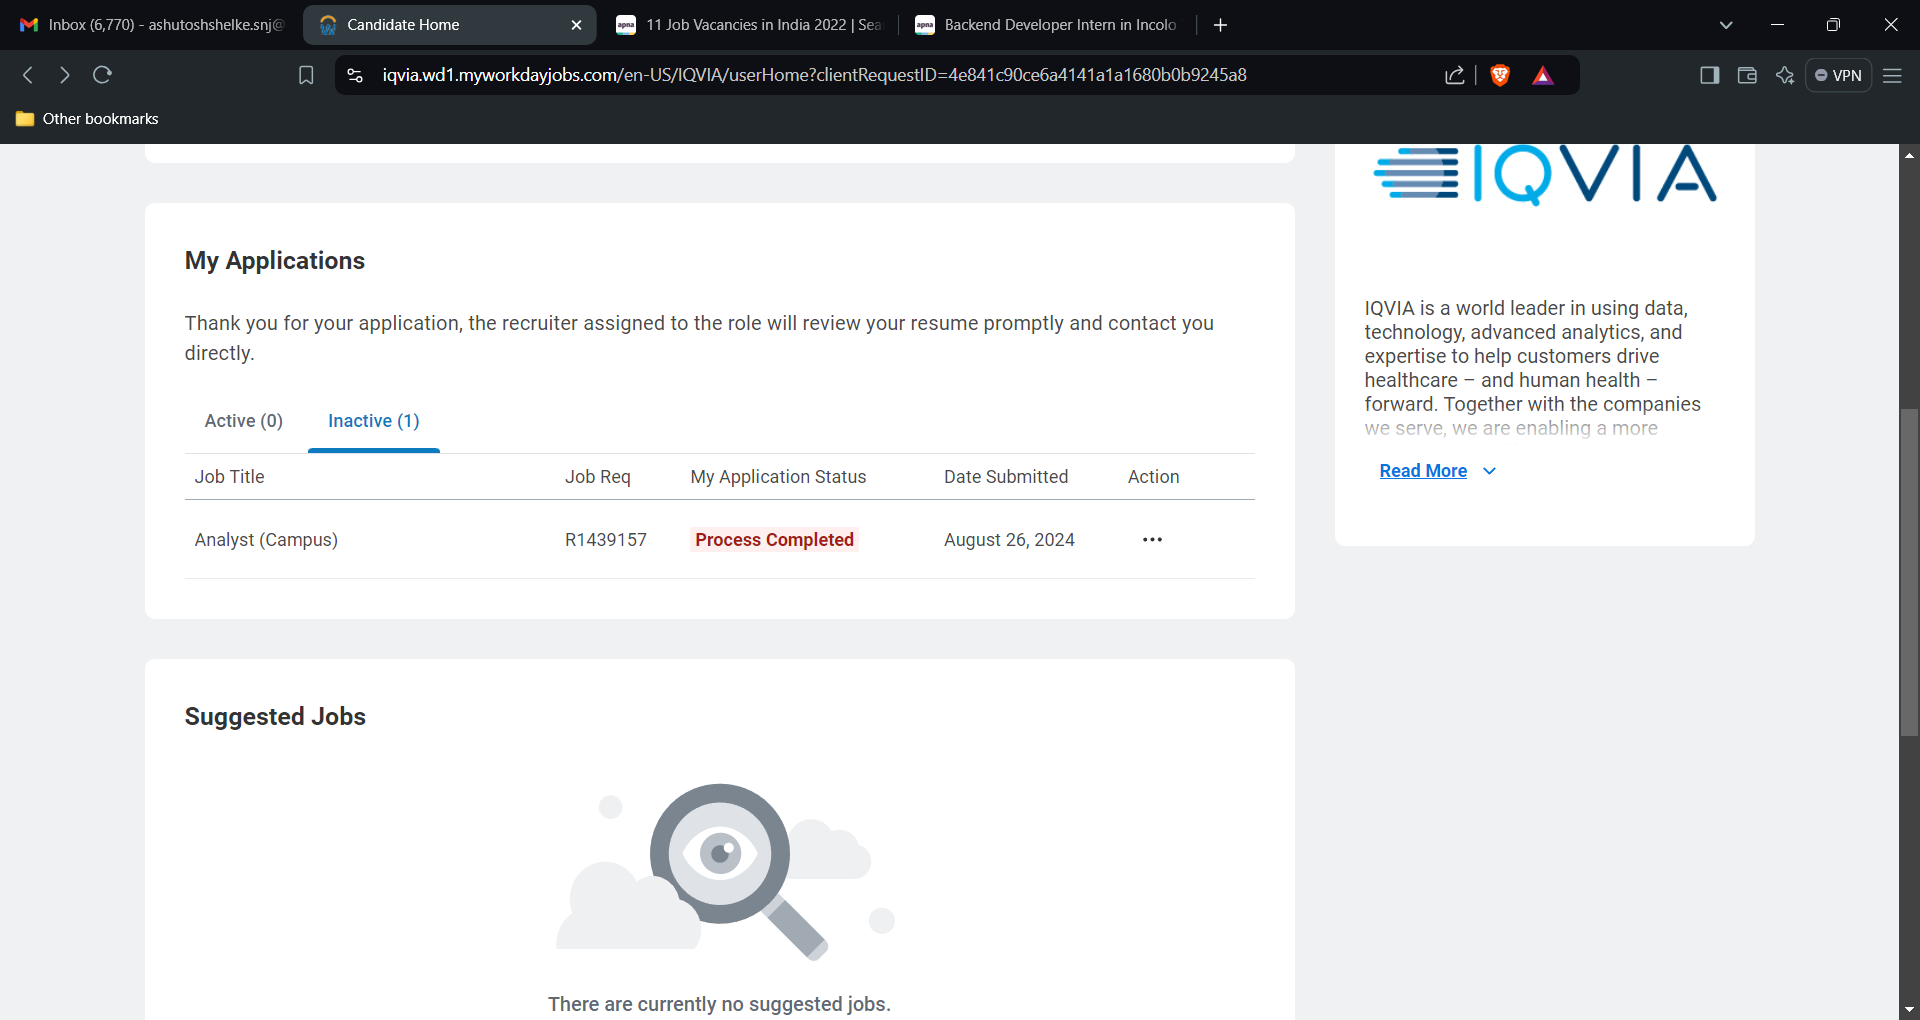 Inbox (6,770) - ashutoshshelke.snj@
Candidate Home
apna
11 Job Vacancies in India 2022 | Sea
apna
Backend Developer Intern in Incolo
iqvia.wd1.myworkdayjobs.com/en-US/IQVIA/userHome?clientRequestID=4e841c90ce6a4141a1a1680b0b9245a8
VPN
Other bookmarks
IQVIA
My Applications
Thank you for your application, the recruiter assigned to the role will review your resume promptly and contact you
directly.
Active (0)
Inactive (1)
Job Title
Job Req
My Application Status
Date Submitted
Action
Analyst (Campus)
R1439157
Process Completed
August 26, 2024
Suggested Jobs
There are currently no suggested jobs.
IQVIA is a world leader in using data,
technology, advanced analytics, and
expertise to help customers drive
healthcare – and human health –
forward. Together with the companies
we serve, we are enabling a more
Read More